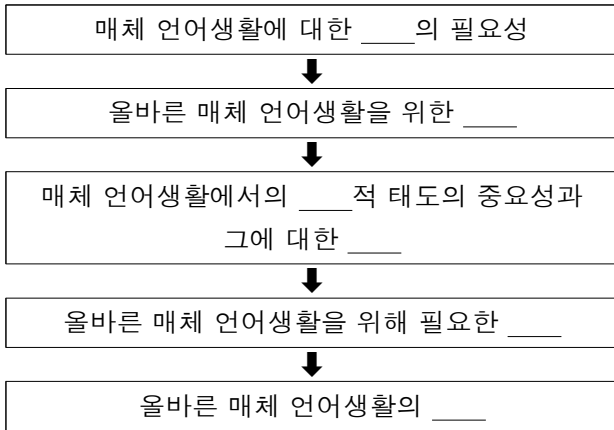 매체 언어생활에 대한 ____의 필요성
올바른 매체 언어생활을 위한 ____
매체 언어생활에서의 ____적 태도의 중요성과
그에 대한 ____
올바른 매체 언어생활을 위해 필요한 ____
올바른 매체 언어생활의 ____